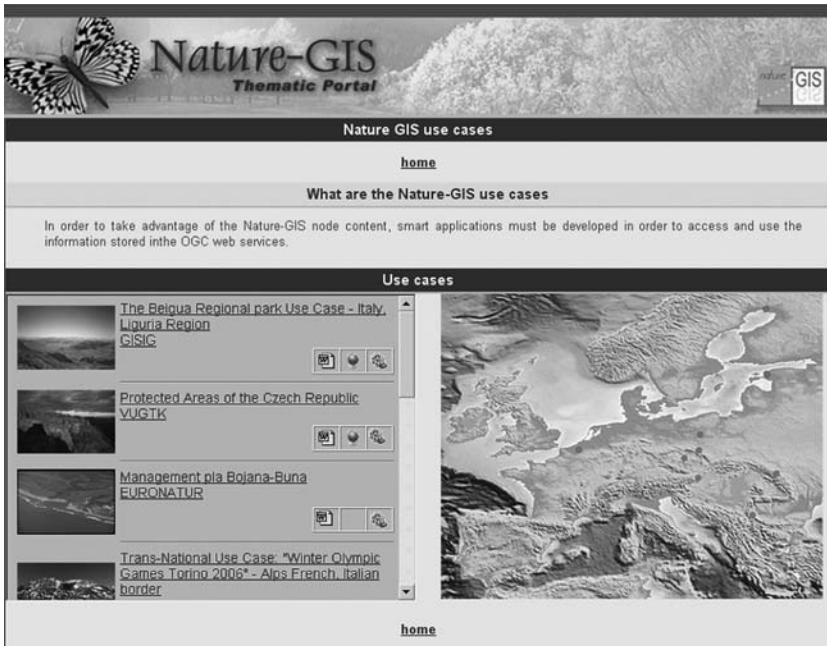 Nature-GIS
Thematic Portal
nature GIS
GIS
Nature GIS use cases
home
What are the Nature-GIS use cases
In order to take advantage of the Nature-GIS node content, smart applications must be developed in order to access and use the
information stored inthe OGC web services.
Use cases
The Beigua Regional park Use Case - Italy,
Liguria Region
GISIG
Protected Areas of the Czech Republic
VUGTK
Management pla Bojana-Buna
EURONATUR
Trans-National Use Case: "Winter Olympic
Games Torino 2006" - Alps French, Italian
border
home